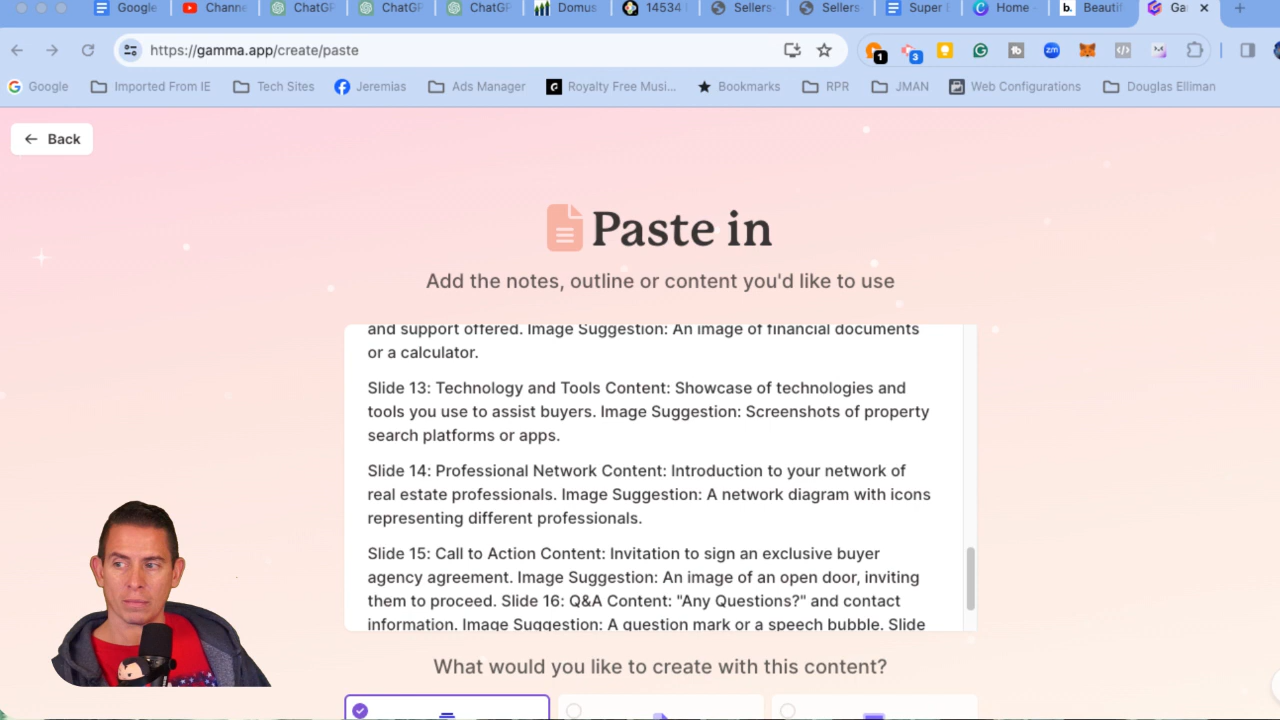 Google
Channe
ChatGP
ChatGP
ChatGP
Domus
14534
Sellers-
Sellers
Super
Home -
b. Beautif
Ga
https://gamma.app/create/paste
1
3
zm
Google
Imported From IE
Tech Sites
Jeremias
Ads Manager
Royalty Free Musi...
Bookmarks
RPR
JMAN
Web Configurations
Douglas Elliman
Back
Paste in
Add the notes, outline or content you'd like to use
and support offered. Image Suggestion: An image of financial documents
or a calculator.
Slide 13: Technology and Tools Content: Showcase of technologies and
tools you use to assist buyers. Image Suggestion: Screenshots of property
search platforms or apps.
Slide 14: Professional Network Content: Introduction to your network of
real estate professionals. Image Suggestion: A network diagram with icons
representing different professionals.
Slide 15: Call to Action Content: Invitation to sign an exclusive buyer
agency agreement. Image Suggestion: An image of an open door, inviting
them to proceed. Slide 16: Q&A Content: "Any Questions?" and contact
information. Image Suggestion: A question mark or a speech bubble. Slide
What would you like to create with this content?